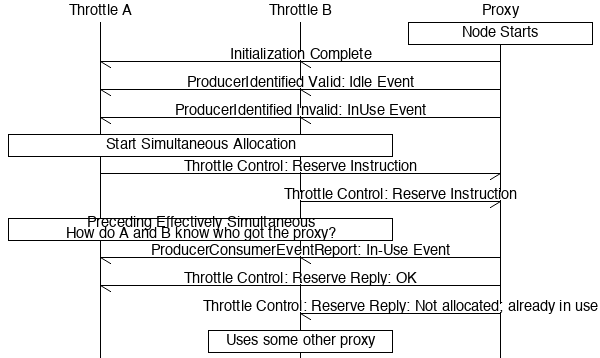 Throttle A Throttle B Proxy
Node Starts
Initialization Complete
ProducerIdentified Valid: Idle Event
ProducerIdentified Invalid: InUse Event
Start Simultaneous Allocation
Throttle Control: Reserve Instruction
Throttle Control: Reserve Instruction
Preceding Effectively Simultaneous
How do A and B know who got the proxy?
ProducerConsumerEventReport: In-Use Event
Throttle Control: Reserve Reply: OK
Throttle Control: Reserve Reply: Not allocated; already in use
Uses some other proxy